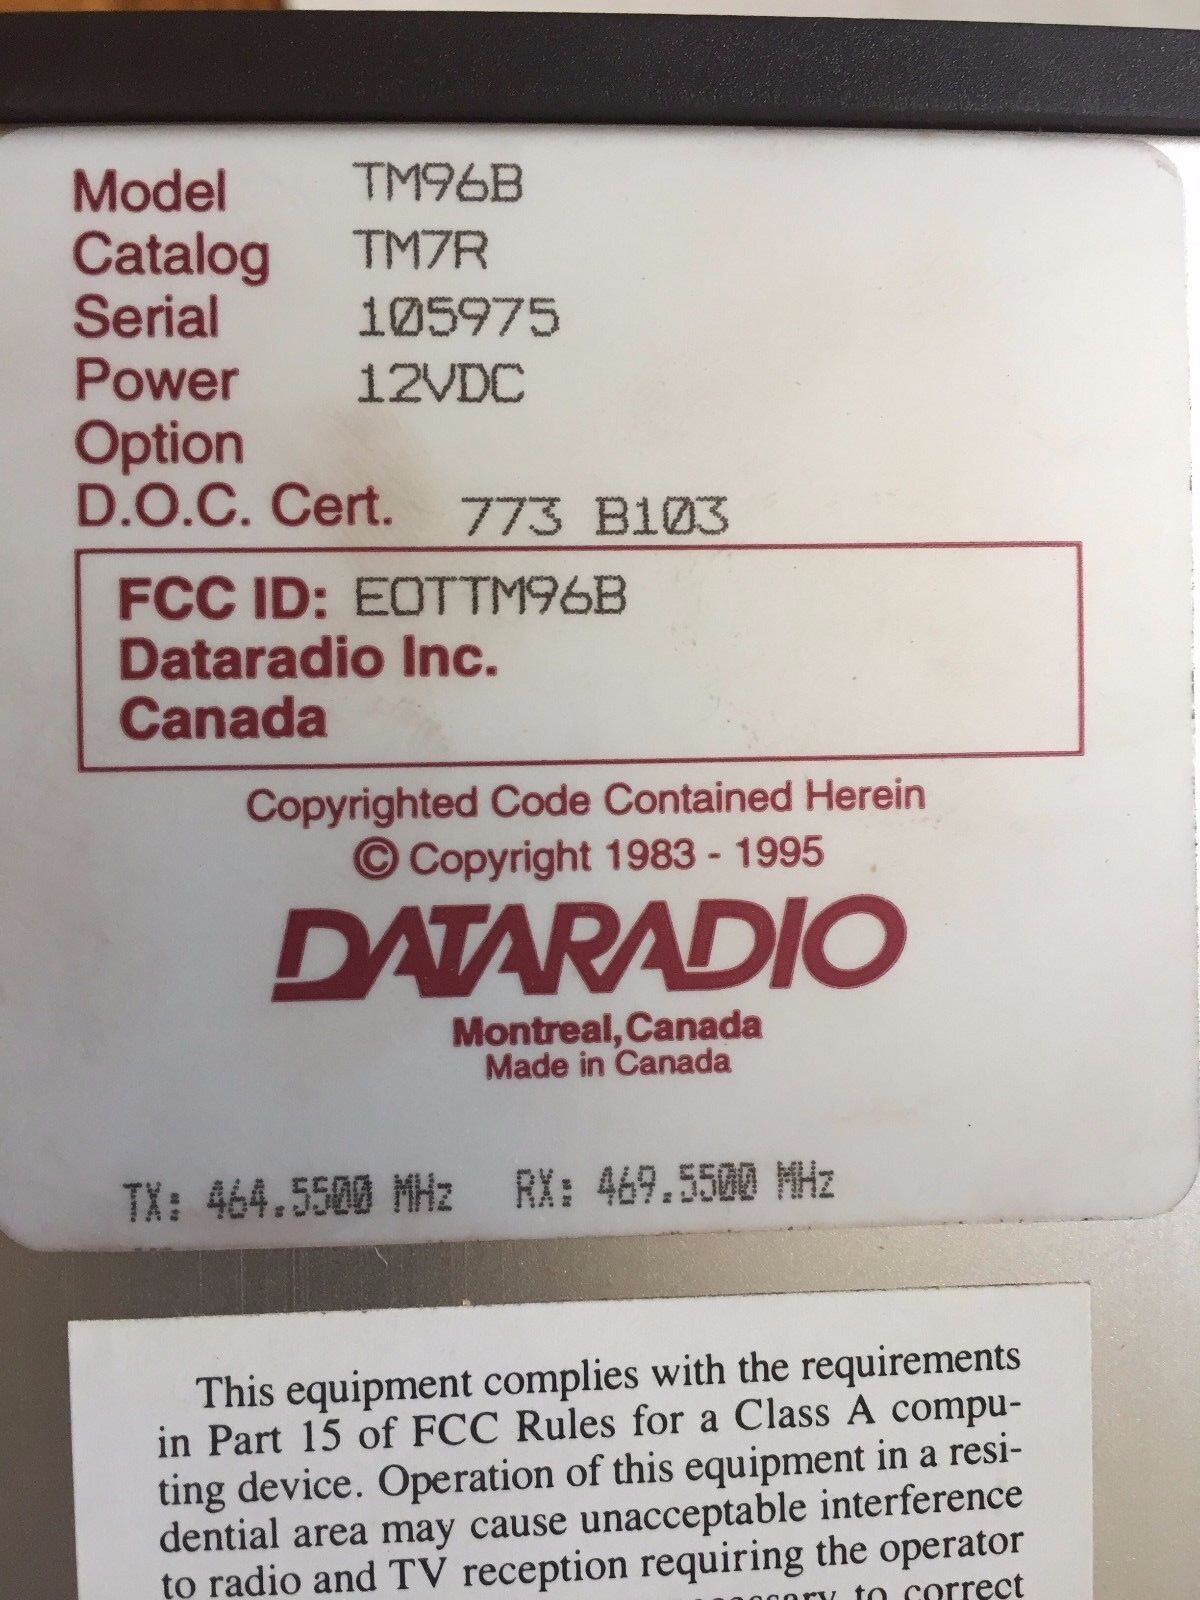 Model TM96B
Catalog TM7R
Serial 105975
Power 12VDC
Option
D.O.C. Cert. 773 B103
FCC ID: EOTTM96B
Dataradio Inc.
Canada
Copyrighted Code Contained Herein
© Copyright 1983 - 1995
DATARADIO
Montreal,Canada
Made in Canada
TX: 464.5500 MHz RX: 469.5500 MHz
This equipment complies with the requirements
in Part 15 of FCC Rules for a Class A compu-
ting device. Operation of this equipment in a resi-
dential area may cause unacceptable interference
to radio and TV reception requiring the operator
to correct